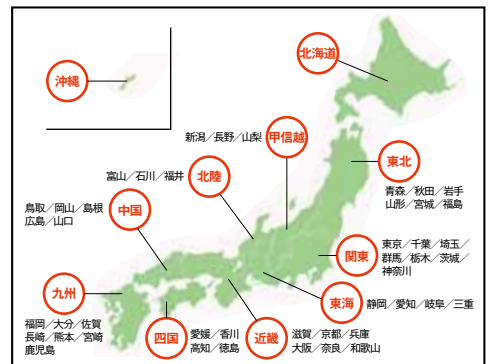 北海道
沖縄
新潟／長野／山梨
甲信越
東北
青森／秋田／岩手
山形／宮城／福島
富山／石川／福井
北陸
鳥取／岡山／島根
広島／山口
中国
関東
東京／千葉／埼玉／
群馬／栃木／茨城／
神奈川
九州
福岡／大分／佐賀
長崎／熊本／宮崎
鹿児島
四国
愛媛／香川
高知／徳島
近畿
滋賀／京都／兵庫
大阪／奈良／和歌山
東海
静岡／愛知／岐阜／三重